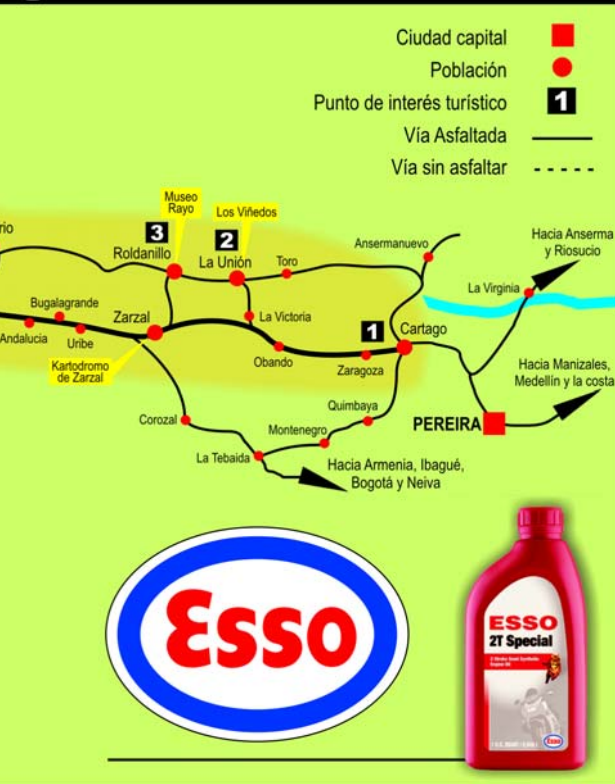 Ciudad capital
Población
Punto de interés turístico 1
Vía Asfaltada
Vía sin asfaltar
Museo
Rayo
Los Viñedos
rio
3
Roldanillo
2
La Unión
Toro
Ansermanuevo
Hacia Anserma
y Riosucio
La Virginia
Bugalagrande
Zarzal
La Victoria
1
Cartago
Andalucia
Uribe
Obando
Zaragoza
Kartodromo
de Zarzal
Hacia Manizales,
Medellín y la costa
Quimbaya
Corozal
Montenegro
PEREIRA
La Tebaida
Hacia Armenia, Ibagué,
Bogotá y Neiva
Esso
ESSO
2T Special
Esso